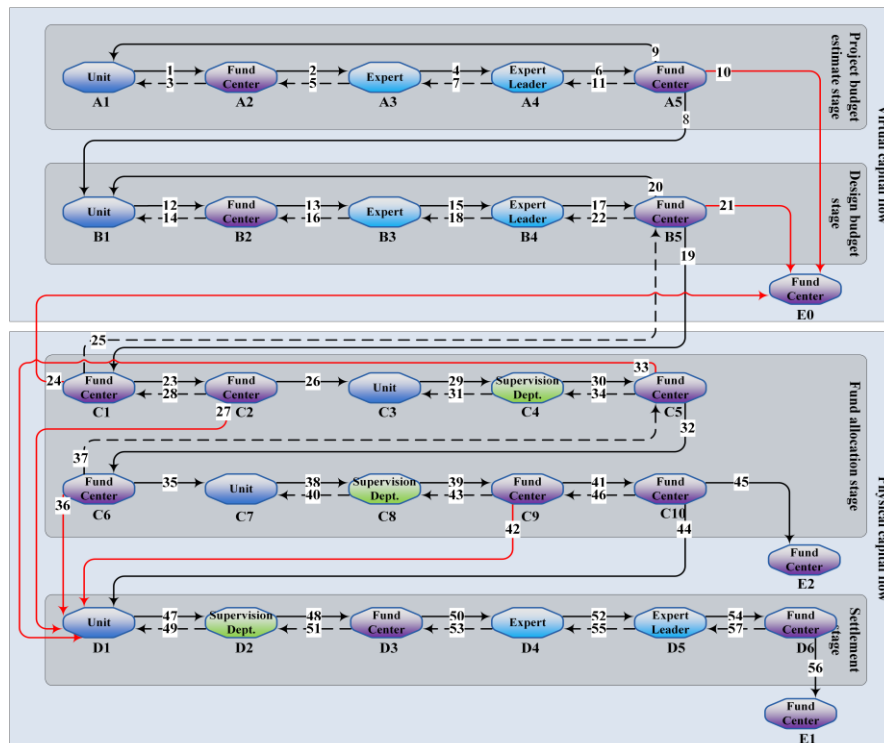 Project budget
estimate stage
9
Unit
1
3
Fund
Center
2
5
Expert
4
7
Expert
Leader
6
11
Fund
Center
10
A1
A2
A3
A4
A5
8
Virtual capital flow
Design budget
stage
20
Unit
12
14
Fund
Center
13
16
Expert
15
18
Expert
Leader
17
22
Fund
Center
21
B1
B2
B3
B4
B5
19
Fund
Center
E0
25
33
24
Fund
Center
23
28
Fund
Center
26
Unit
29
31
Supervision
Dept.
30
34
Fund
Center
C1
27
C2
C3
C4
C5
32
Fund allocation stage
37
Fund
Center
35
Unit
38
40
Supervision
Dept.
39
43
Fund
Center
41
46
Fund
Center
45
36
C6
C7
C8
C9
C10
42
44
Physical capital flow
Fund
Center
E2
Settlement
stage
Unit
47
49
Supervision
Dept.
48
51
Fund
Center
50
53
Expert
52
55
Expert
Leader
54
57
Fund
Center
D1
D2
D3
D4
D5
D6
56
Fund
Center
E1